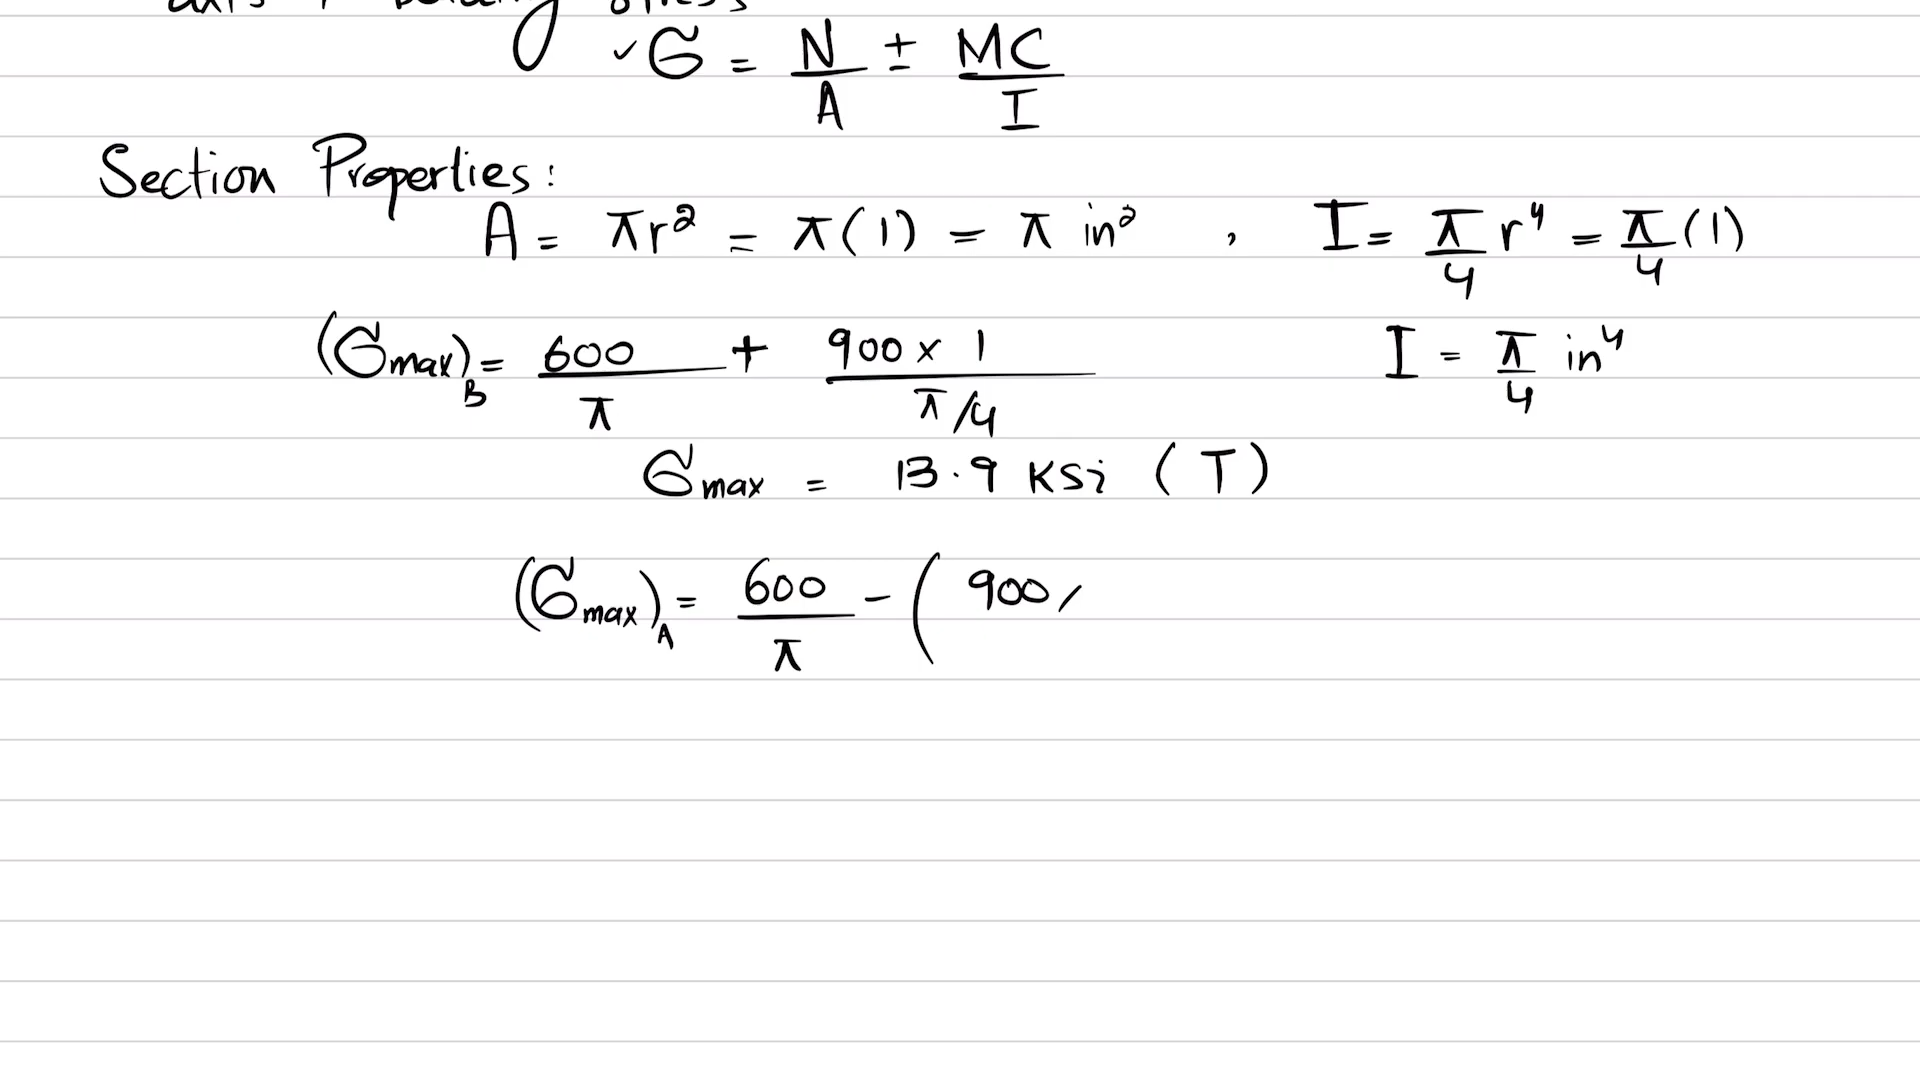 σ = N/A ± MC/I
Section Properties:
A = πr² = π(1) = π in² , I = π/4 r⁴ = π/4 (1)
(σmax)B = 600/π + 900 × 1 / π/4 I = π/4 in⁴
σmax = 13.9 ksi (T)
(σmax)A = 600/π - ( 900